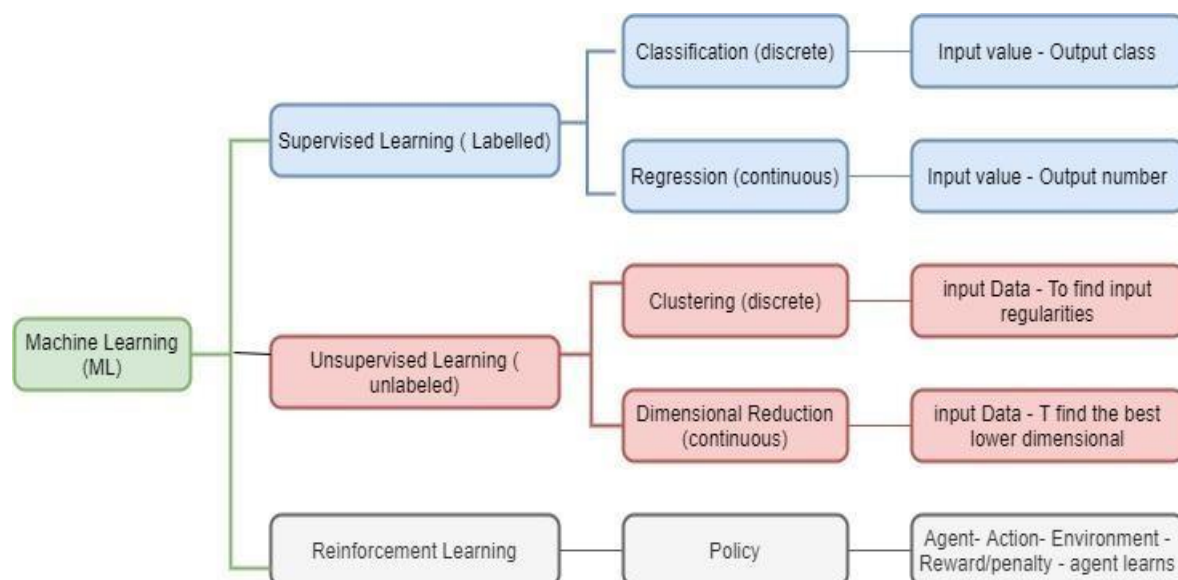 Classification (discrete)
Input value - Output class
Supervised Learning ( Labelled)
Regression (continuous)
Input value - Output number
Machine Learning
(ML)
Clustering (discrete)
input Data - To find input
regularities
Unsupervised Learning (
unlabeled)
Dimensional Reduction
(continuous)
input Data - T find the best
lower dimensional
Reinforcement Learning
Policy
Agent- Action- Environment -
Reward/penalty - agent learns